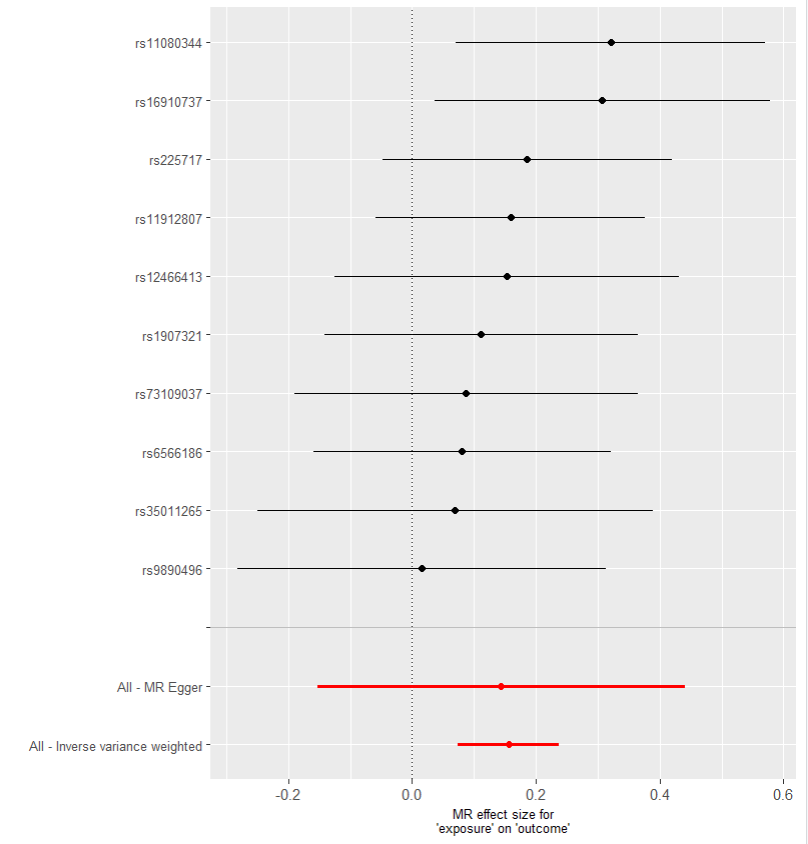 rs11080344
rs16910737
rs225717
rs11912807
rs12466413
rs1907321
rs73109037
rs6566186
rs35011265
rs9890496
All - MR Egger
All - Inverse variance weighted
-0.2 0.0 0.2 0.4 0.6
MR effect size for
'exposure' on 'outcome'